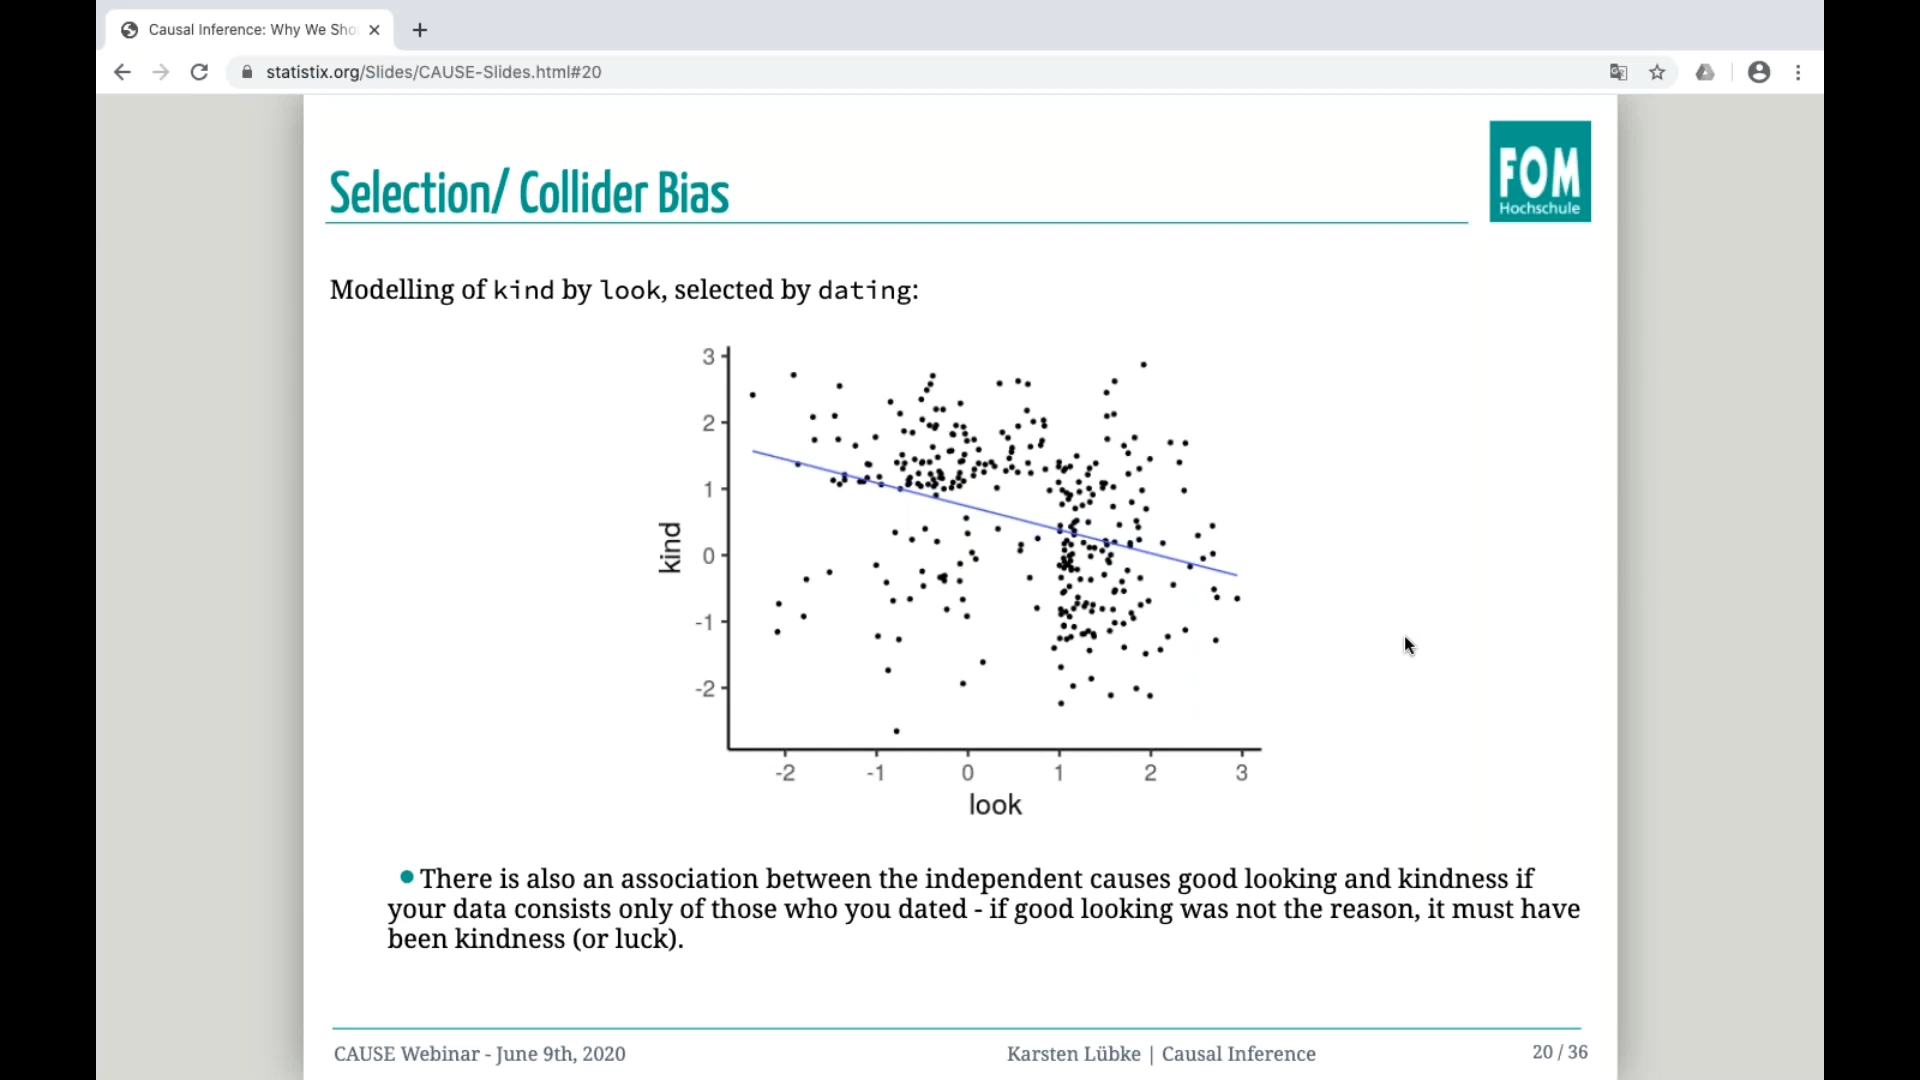 Causal Inference: Why We Sho
statistix.org/Slides/CAUSE-Slides.html#20
FOM
Hochschule
Selection/ Collider Bias
Modelling of kind by look, selected by dating:
3
2
1
0
-1
-2
kind
-2 -1 0 1 2 3
look
There is also an association between the independent causes good looking and kindness if
your data consists only of those who you dated - if good looking was not the reason, it must have
been kindness (or luck).
CAUSE Webinar - June 9th, 2020 Karsten Lübke | Causal Inference 20 / 36